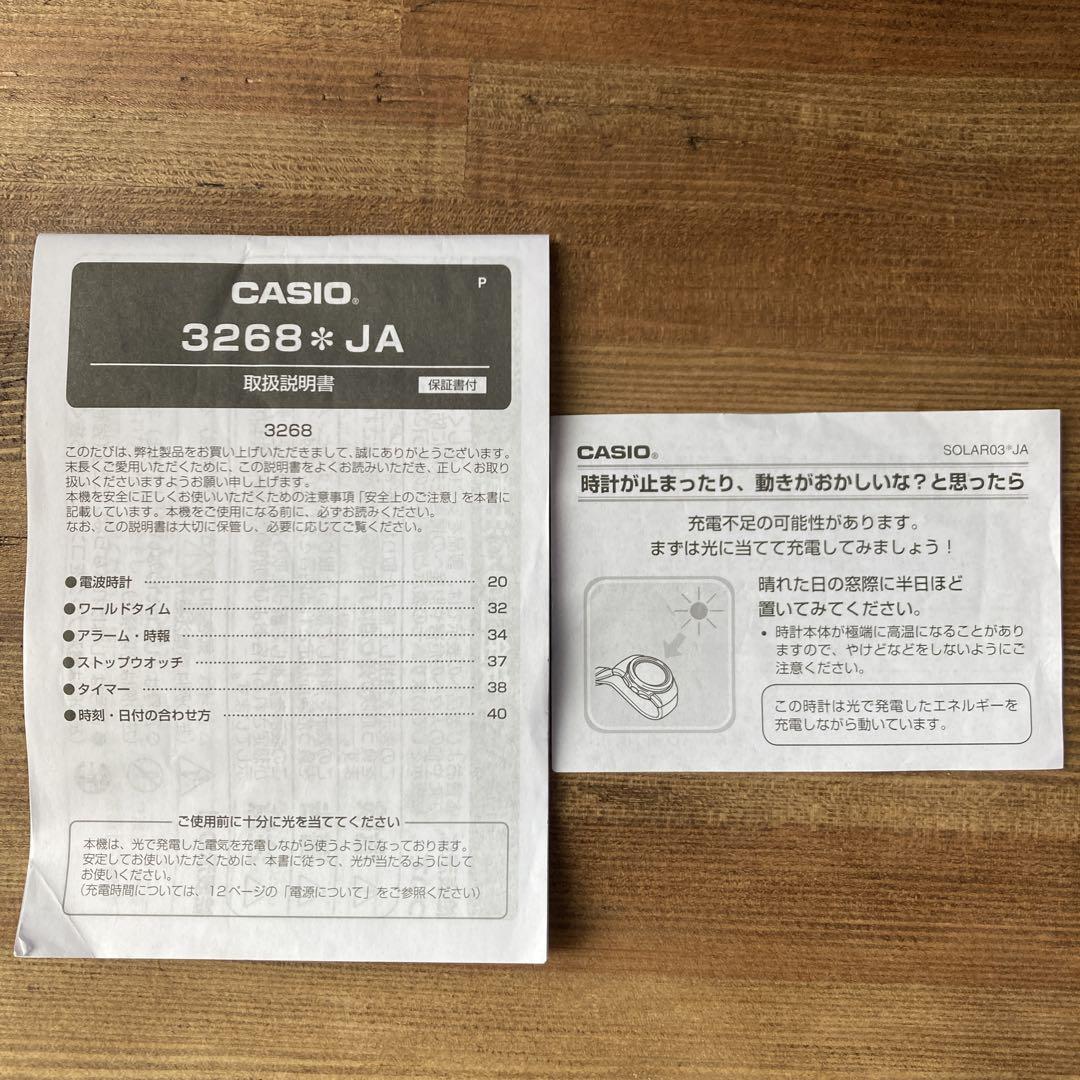 CASIO®
P
3268＊JA
取扱説明書
保証書付
3268
このたびは、弊社製品をお買い上げいただきまして、誠にありがとうございます。
末長くご愛用いただくために、この説明書をよくお読みいただき、正しくお取り
扱いくださいますようお願い申し上げます。
本機を安全に正しくお使いいただくための注意事項「安全上のご注意」を本書に
記載しています。本機をご使用になる前に、必ずお読みください。
なお、この説明書は大切に保管し、必要に応じてご覧ください。
●電波時計 …… 20
●ワールドタイム …… 32
●アラーム・時報 …… 34
●ストップウオッチ …… 37
●タイマー …… 38
●時刻・日付の合わせ方 …… 40
ご使用前に十分に光を当ててください
本機は、光で発電した電気を充電しながら使うようになっております。
安定してお使いいただくために、本書に従って、光が当たるようにして
お使いください。
（充電時間については、12ページの「電源について」をご参照ください）
CASIO®
SOLAR03＊JA
時計が止まったり、動きがおかしいな？と思ったら
充電不足の可能性があります。
まずは光に当てて充電してみましょう！
晴れた日の窓際に半日ほど
置いてみてください。
• 時計本体が極端に高温になることがあり
ますので、やけどなどをしないようにご
注意ください。
この時計は光で発電したエネルギーを
充電しながら動いています。